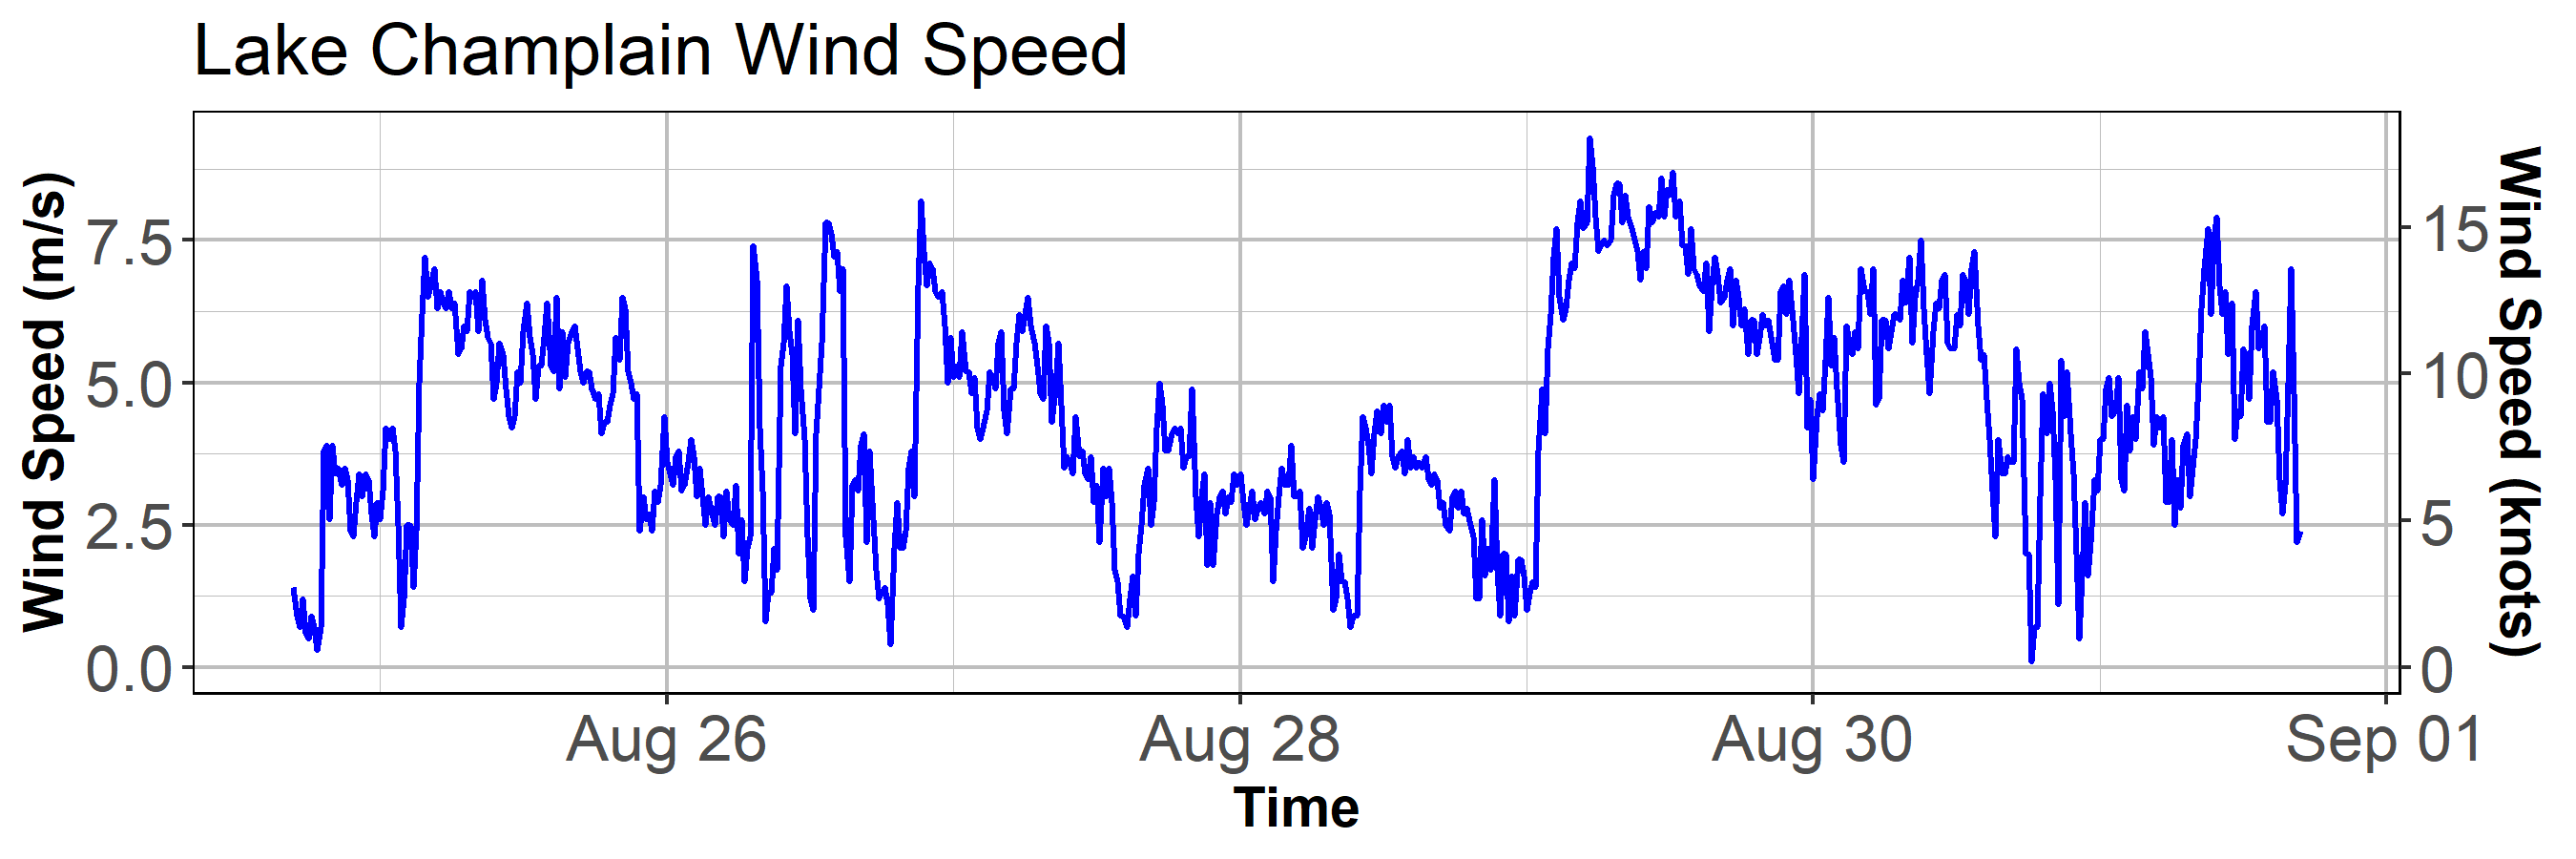 Lake Champlain Wind Speed
Wind Speed (m/s)
7.5
5.0
2.5
0.0
15
10
5
0
Wind Speed (knots)
Aug 26
Aug 28
Aug 30
Sep 01
Time